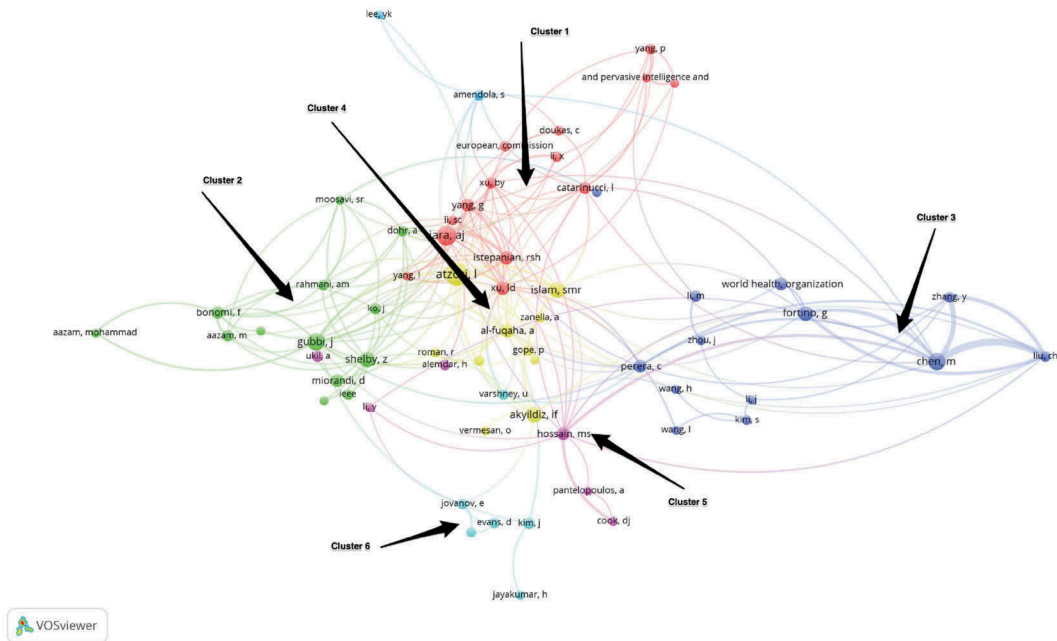 lee, yk
Cluster 1
yang, p
and pervasive intelligence and
amendola, s
Cluster 4
doukas, c
european, commission
li, x
Cluster 2
xu, by
catarinucci, l
moosavi, sr
yang, g
li, sc
dohr, a
jara, aj
Cluster 3
istepanian, rsh
yang, l
atzori, l
rahmani, am
xu, ld
islam, smr
li, m
world health, organization
zhang, y
bonomi, f
ko, j
zanella, a
fortino, g
aazam, mohammad
aazam, m
al-fuqaha, a
gubbi, j
zhou, j
roman, r
gope, p
ukil, a
shelby, z
alemdar, h
perera, c
chen, m
liu, ch
miorandi, d
ieee
varshney, u
wang, h
li, j
li, y
akyildiz, if
kim, s
vermesan, o
hossain, ms
wang, l
pantelopoulos, a
Cluster 5
jovanov, e
evans, d
kim, j
cook, dj
Cluster 6
jayakumar, h
VOSviewer